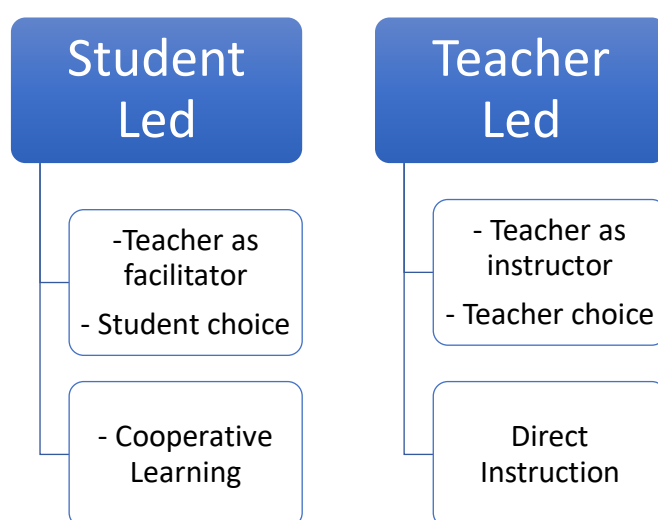 Student
Led
-Teacher as
facilitator
- Student choice
- Cooperative
Learning
Teacher
Led
- Teacher as
instructor
- Teacher choice
Direct
Instruction